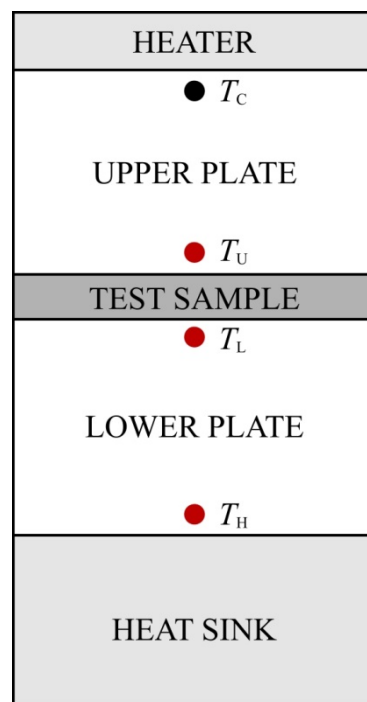 HEATER
T_C
UPPER PLATE
T_U
TEST SAMPLE
T_L
LOWER PLATE
T_H
HEAT SINK